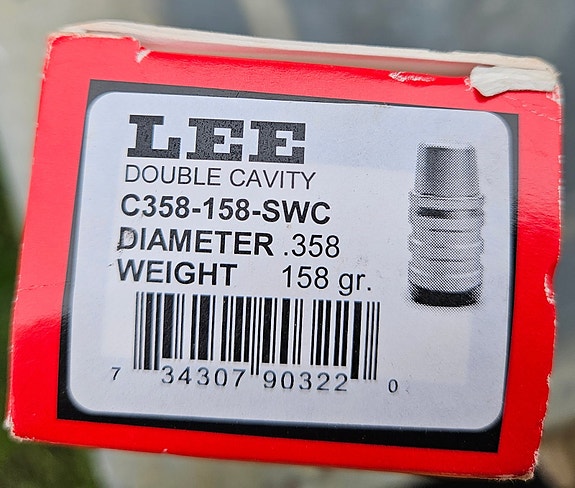 LEE
DOUBLE CAVITY
C358-158-SWC
DIAMETER .358
WEIGHT 158 gr.
7 34307 90322 0